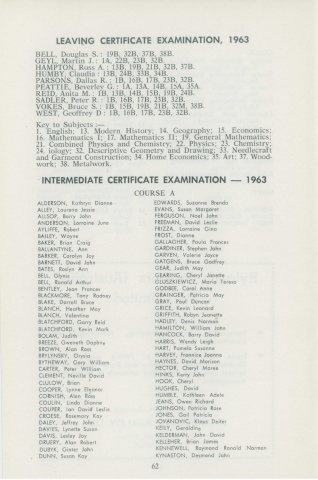 LEAVING CERTIFICATE EXAMINATION, 1963
BELL, Douglas S.: 19B, 32B, 37B, 38B.
GEYL, Martin J.: 1A, 22B, 23B, 32B.
HAMPTON, Ross A.: 13B, 19B, 21B, 32B, 37B.
HUMBY, Claudia: 13B, 24B, 33B, 34B.
PARSONS, Dallas R.: 1B, 16B, 17B, 23B, 32B.
PEATTIE, Beverley G.: 1A, 13A, 14B, 15A, 35A.
REID, Anita M.: 1B, 13B, 14B, 15B, 19B, 24B.
SADLER, Peter R.: 1B, 16B, 17B, 23B, 32B.
VOKES, Bruce S.: 1B, 15B, 19B, 21B, 32M, 38B.
WEST, Geoffrey D: 1B, 16B, 17B, 23B, 32B.
Key to Subjects :—
1. English; 13. Modern History; 14. Geography; 15. Economics;
16. Mathematics I; 17. Mathematics II; 19. General Mathematics;
21. Combined Physics and Chemistry; 22. Physics; 23. Chemistry;
24. iology; 32. Descriptive Geometry and Drawing; 33. Needlecraft
and Garment Construction; 34. Home Economics; 35. Art; 37. Wood-
work; 38. Metalwork.
INTERMEDIATE CERTIFICATE EXAMINATION — 1963
COURSE A
ALDERSON, Kathryn Dianne
ALLEY, Laurena Jessie
ALLSOP, Barry John
ANDERSON, Lorraine June
AYLIFFE, Robert
BAILEY, Wayne
BAKER, Brian Craig
BALLANTYNE, Ann
BARKER, Carolyn Joy
BARNETT, David John
BATES, Roslyn Ann
BELL, Glynis
BELL, Ronald Arthur
BENTLEY, Jean Frances
BLACKMORE, Tony Rodney
BLAKE, Darrell Bruce
BLANCH, Heather May
BLANCH, Valentine
BLATCHFORD, Garry Reid
BLATCHFORD, Kevin Mark
BOLAM, Judith
BREEZE, Gweneth Daphny
BROWN, Alan Ross
BRYLYNSKY, Oryvia
BYTHEWAY, Gary William
CARTER, Peter William
CLEMENT, Neville David
CLULOW, Brian
COOPER, Lynne Eljama
CORNISH, Alan Ross
COULLIN, Linda Dianne
COUPER, Ian David Leslie
CROESE, Rosemary Kay
DALEY, Jeffrey John
DAVIES, Lynette Susan
DAVIS, Lesley Joy
DRUERY, Alan Robert
DUBYK, Ginter John
DUNN, Susan Kay
EDWARDS, Suzanne Brenda
EVANS, Susan Margaret
FERGUSON, Noel John
FREEMAN, David Leslie
FRIZZA, Lorraine Gina
FROST, Dianne
GALLAGHER, Paula Frances
GARDINER, Stephen John
GARVEN, Valerie Joyce
GATGENS, Bruce Godfrey
GEAR, Judith May
GEARING, Cheryl Janette
GLUSZKIEWICZ, Maria Teresa
GODBEE, Carol Anne
GRAINGER, Patricia May
GRAY, Paul Duncan
GRICE, Kevin Leonard
GRIFFITH, Robyn Jeanette
HADLEY, Denis Norman
HAMILTON, William John
HANCOCK, Barry David
HARRIS, Wendy Leigh
HART, Pamela Suzanne
HARVEY, Francice Jeanne
HAYNES, David Morison
HECTOR, Cheryl Maree
HINKS, Kerry John
HOOK, Cheryl
HUGHES, David
HUMBLE, Kathleen Adele
JEANS, Owen Richard
JOHNSON, Patricia Rave
JONES, Gail Patricia
JOVANOVIC, Klaus Deiter
KEILY, Geraldine
KELDERMAN, John David
KELLEHER, Brian James
KENNEWELL, Raymond Ronald Norman
KYNASTON, Desmond John
62